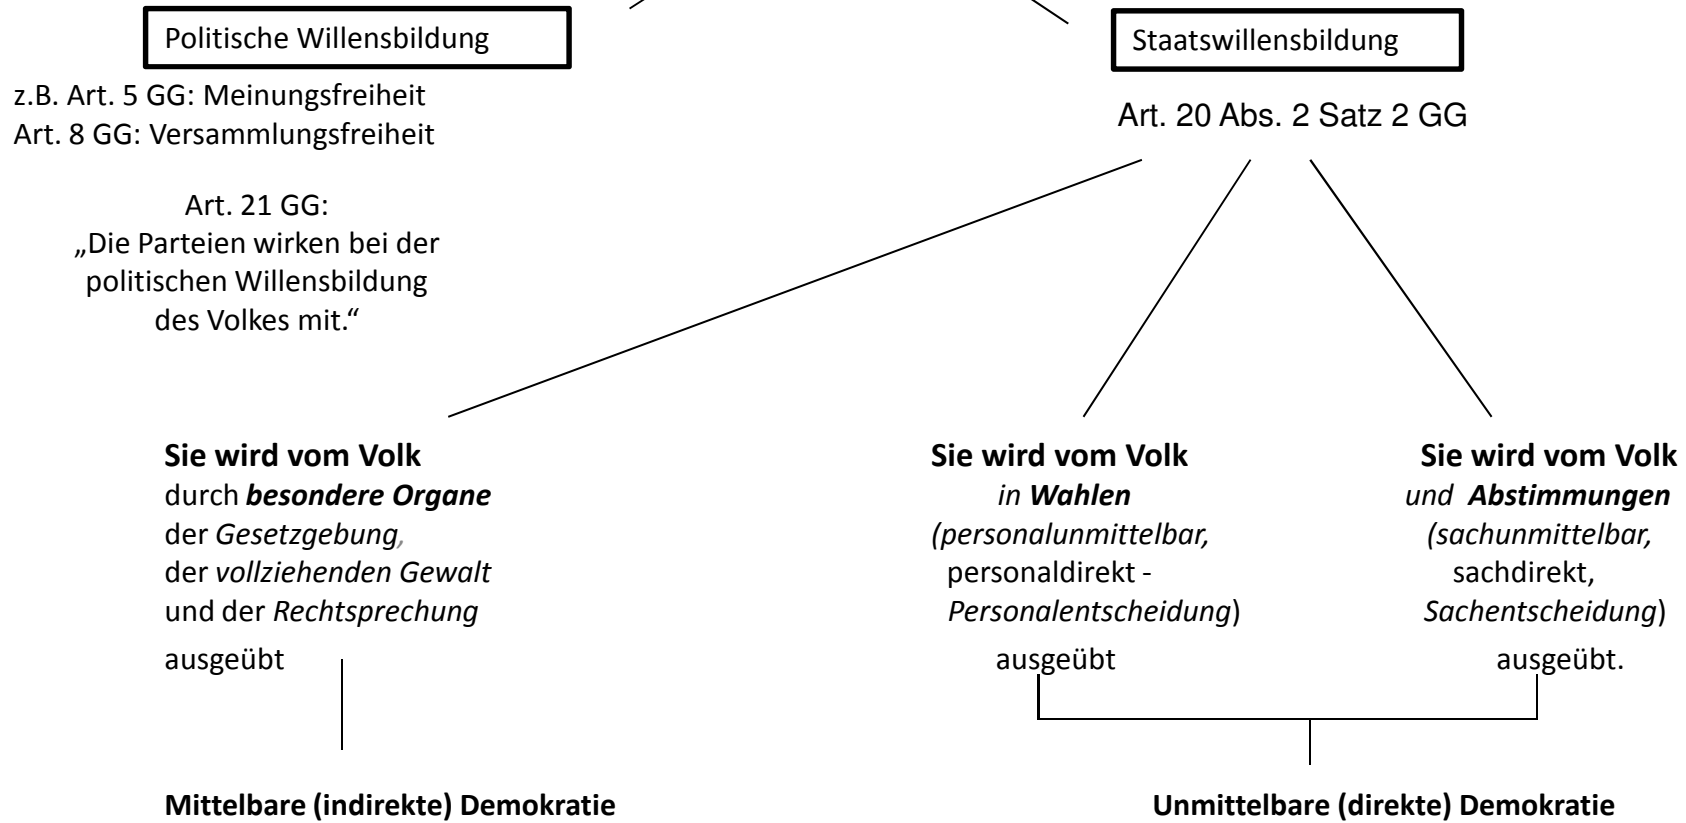 Politische Willensbildung
z.B. Art. 5 GG: Meinungsfreiheit
Art. 8 GG: Versammlungsfreiheit
Art. 21 GG:
„Die Parteien wirken bei der
politischen Willensbildung
des Volkes mit.“
Staatswillensbildung
Art. 20 Abs. 2 Satz 2 GG
Sie wird vom Volk
durch besondere Organe
der Gesetzgebung,
der vollziehenden Gewalt
und der Rechtsprechung
ausgeübt
Mittelbare (indirekte) Demokratie
Sie wird vom Volk
in Wahlen
(personalunmittelbar,
personaldirekt -
Personalentscheidung)
ausgeübt
Sie wird vom Volk
und Abstimmungen
(sachunmittelbar,
sachdirekt,
Sachentscheidung)
ausgeübt.
Unmittelbare (direkte) Demokratie